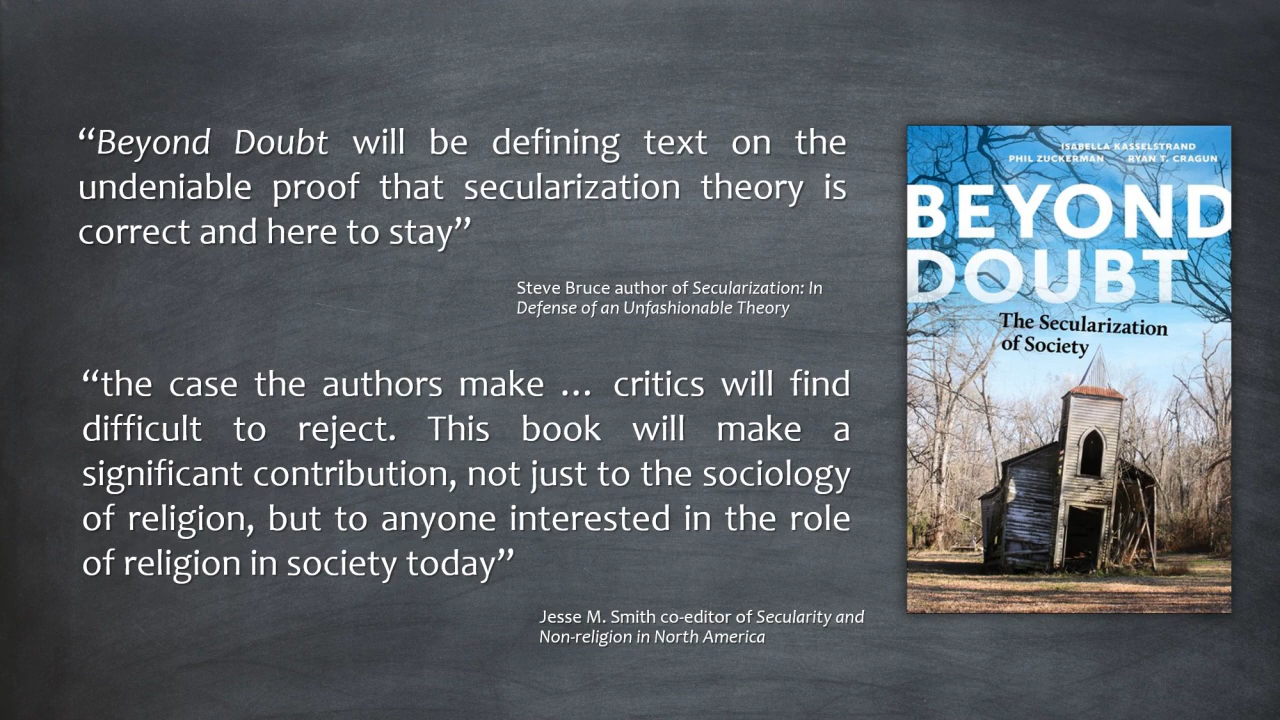 “Beyond Doubt will be defining text on the
undeniable proof that secularization theory is
correct and here to stay”
Steve Bruce author of Secularization: In
Defense of an Unfashionable Theory
“the case the authors make … critics will find
difficult to reject. This book will make a
significant contribution, not just to the sociology
of religion, but to anyone interested in the role
of religion in society today”
Jesse M. Smith co-editor of Secularity and
Non-religion in North America
ISABELLA KASSELSTRAND
PHIL ZUCKERMAN RYAN T. CRAGUN
BEYOND
DOUBT
The Secularization
of Society